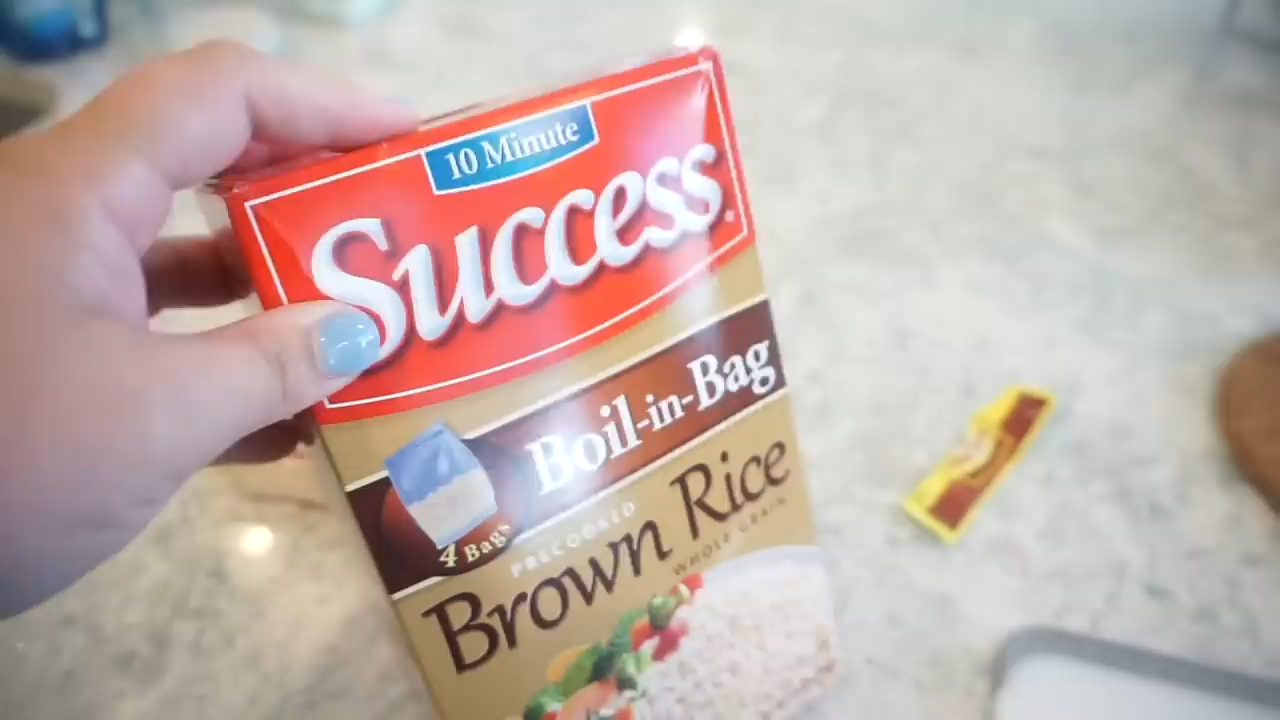 10 Minute
Success®
Boil-in-Bag
4 Bags
PRECOOKED
Brown Rice
WHOLE GRAIN